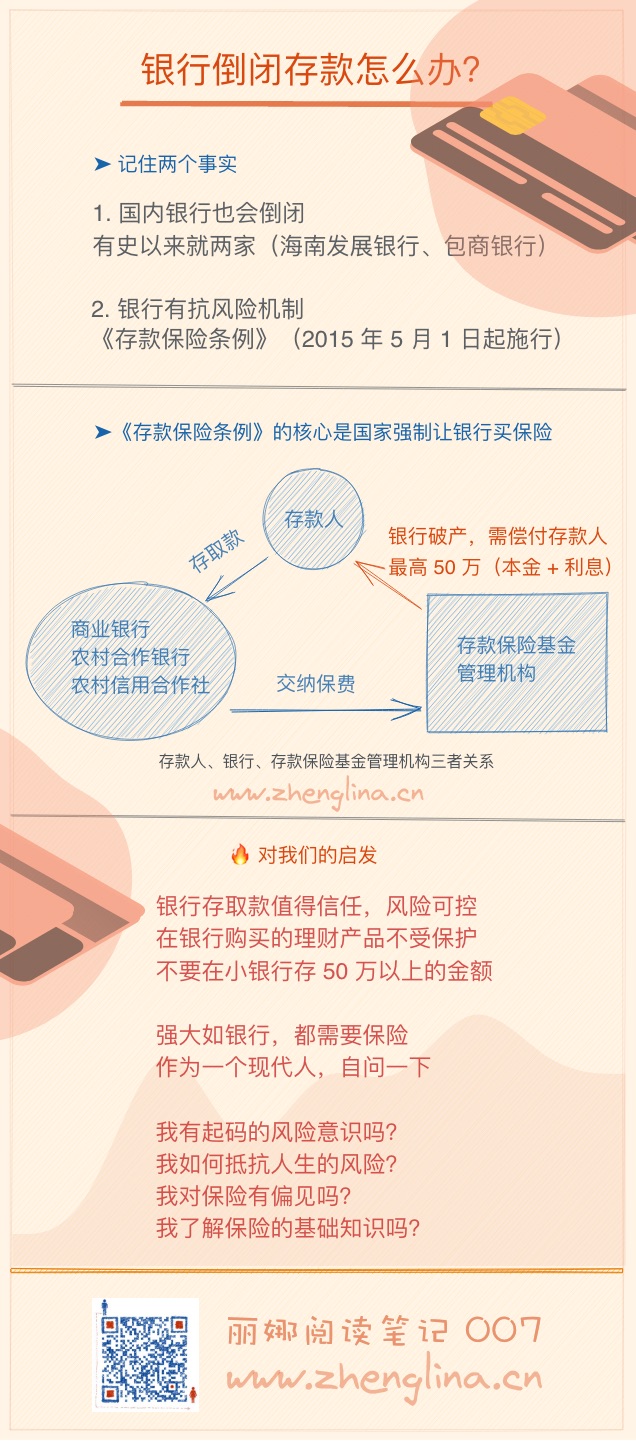 银行倒闭存款怎么办？
➤ 记住两个事实
1. 国内银行也会倒闭
有史以来就两家（海南发展银行、包商银行）
2. 银行有抗风险机制
《存款保险条例》（2015 年 5 月 1 日起施行）
➤《存款保险条例》的核心是国家强制让银行买保险
存款人
存取款
银行破产，需偿付存款人
最高 50 万（本金 + 利息）
商业银行
农村合作银行
农村信用合作社
存款保险基金
管理机构
交纳保费
存款人、银行、存款保险基金管理机构三者关系
www.zhenglina.cn
🔥 对我们的启发
银行存取款值得信任，风险可控
在银行购买的理财产品不受保护
不要在小银行存 50 万以上的金额
强大如银行，都需要保险
作为一个现代人，自问一下
我有起码的风险意识吗？
我如何抵抗人生的风险？
我对保险有偏见吗？
我了解保险的基础知识吗？
丽娜阅读笔记 007
www.zhenglina.cn